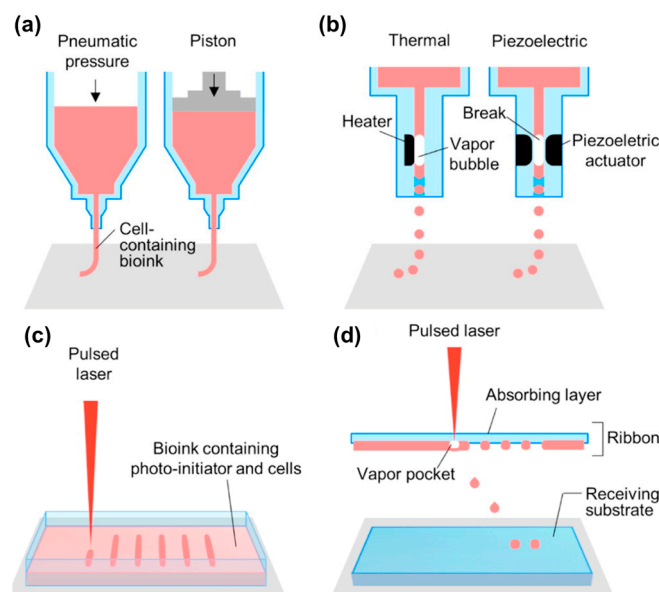 (a)
Pneumatic
pressure
Piston
Cell-
containing
bioink
(b)
Thermal
Piezoelectric
Heater
Vapor
bubble
Break
Piezoeletric
actuator
(c)
Pulsed
laser
Bioink containing
photo-initiator and cells
(d)
Pulsed laser
Absorbing layer
Ribbon
Vapor pocket
Receiving
substrate